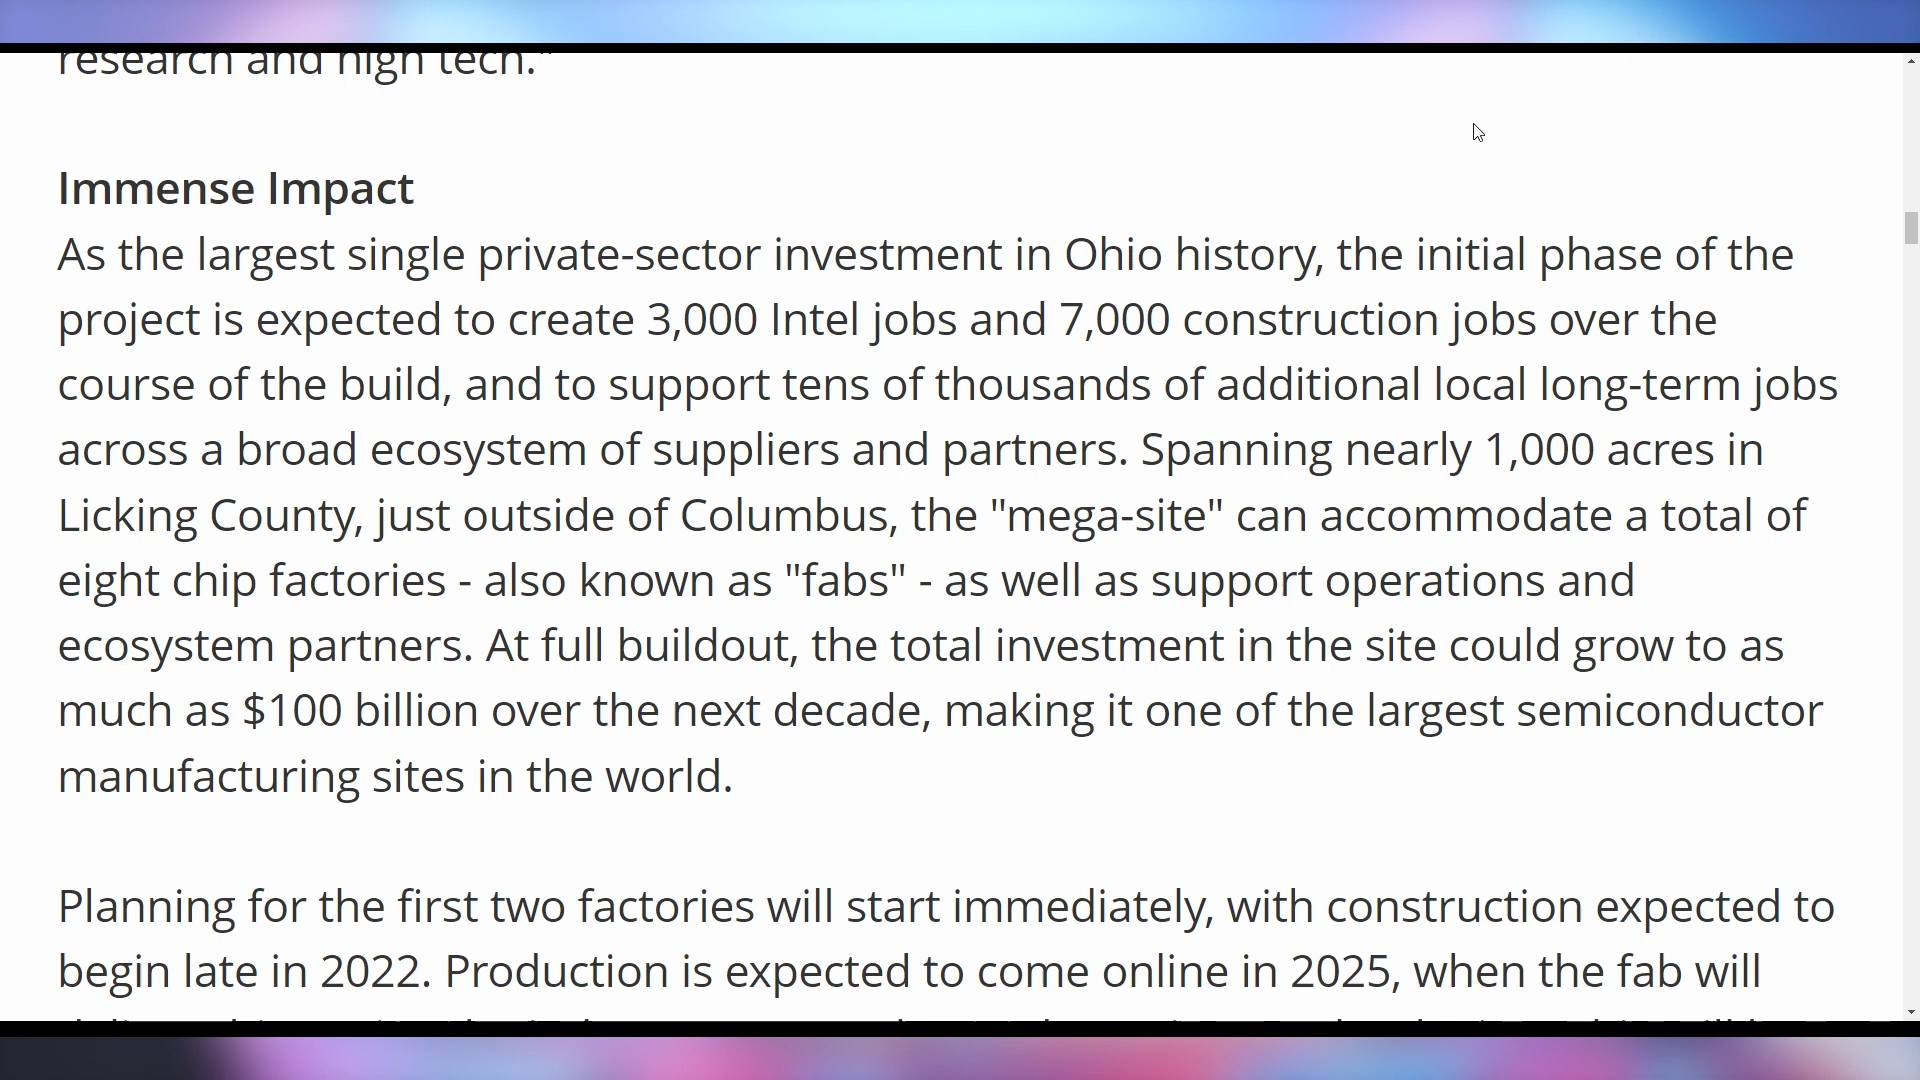 research and high tech."
Immense Impact
As the largest single private-sector investment in Ohio history, the initial phase of the
project is expected to create 3,000 Intel jobs and 7,000 construction jobs over the
course of the build, and to support tens of thousands of additional local long-term jobs
across a broad ecosystem of suppliers and partners. Spanning nearly 1,000 acres in
Licking County, just outside of Columbus, the "mega-site" can accommodate a total of
eight chip factories - also known as "fabs" - as well as support operations and
ecosystem partners. At full buildout, the total investment in the site could grow to as
much as $100 billion over the next decade, making it one of the largest semiconductor
manufacturing sites in the world.
Planning for the first two factories will start immediately, with construction expected to
begin late in 2022. Production is expected to come online in 2025, when the fab will